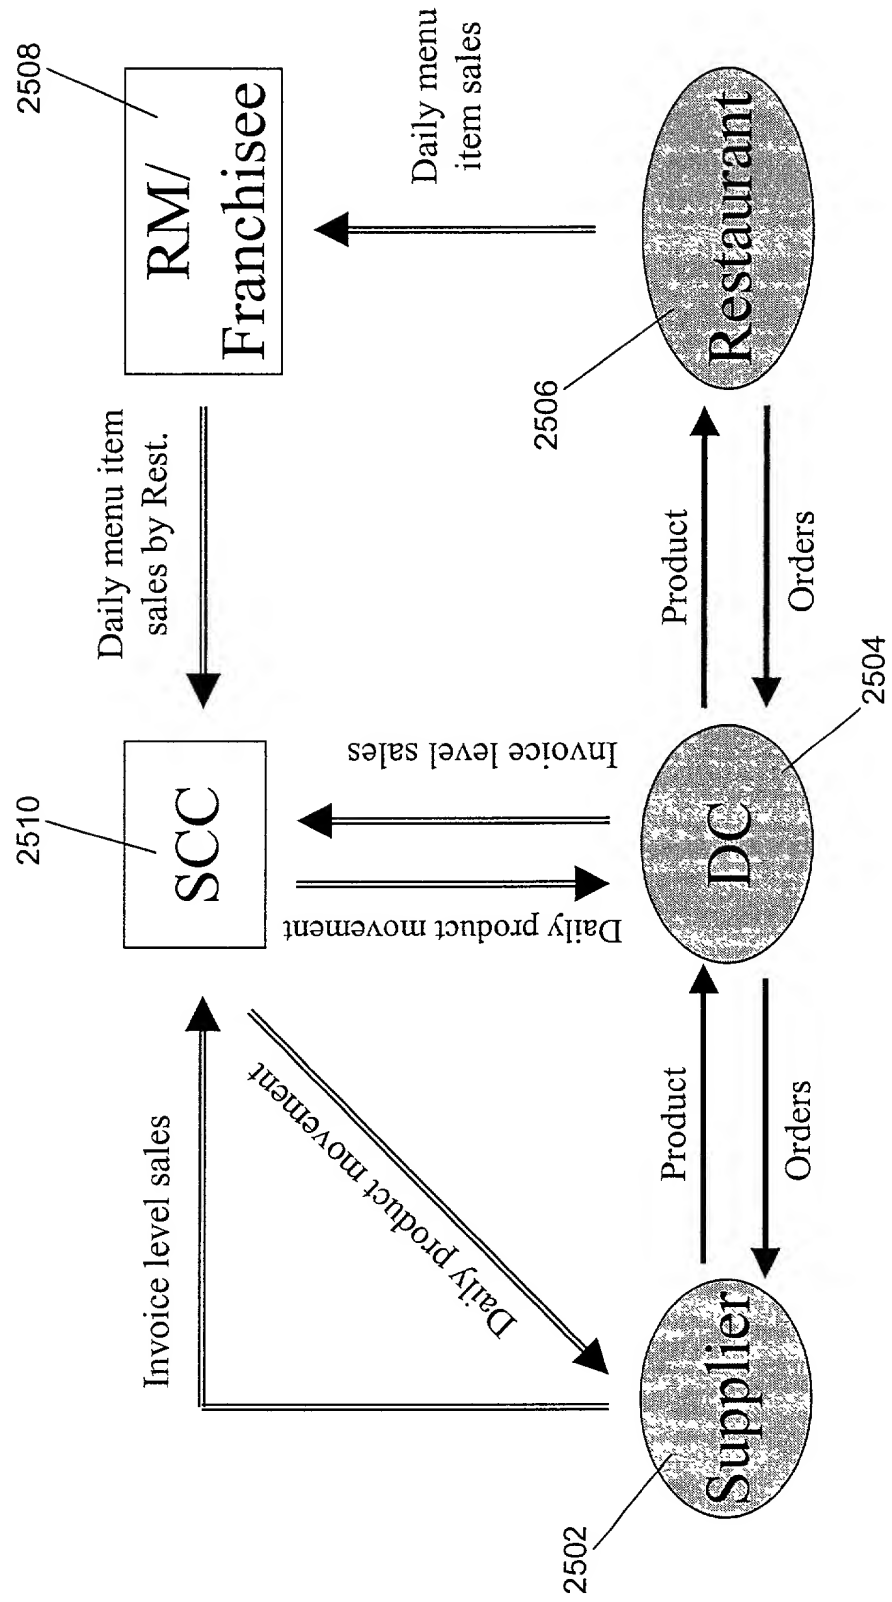 2510
2508
SCC
Daily menu item
sales by Rest.
RM/
Franchisee
Invoice level sales
Daily product movement
Daily product movement
Invoice level sales
Daily menu
item sales
2502
Supplier
Product
Orders
DC
2504
Product
Orders
2506
Restaurant